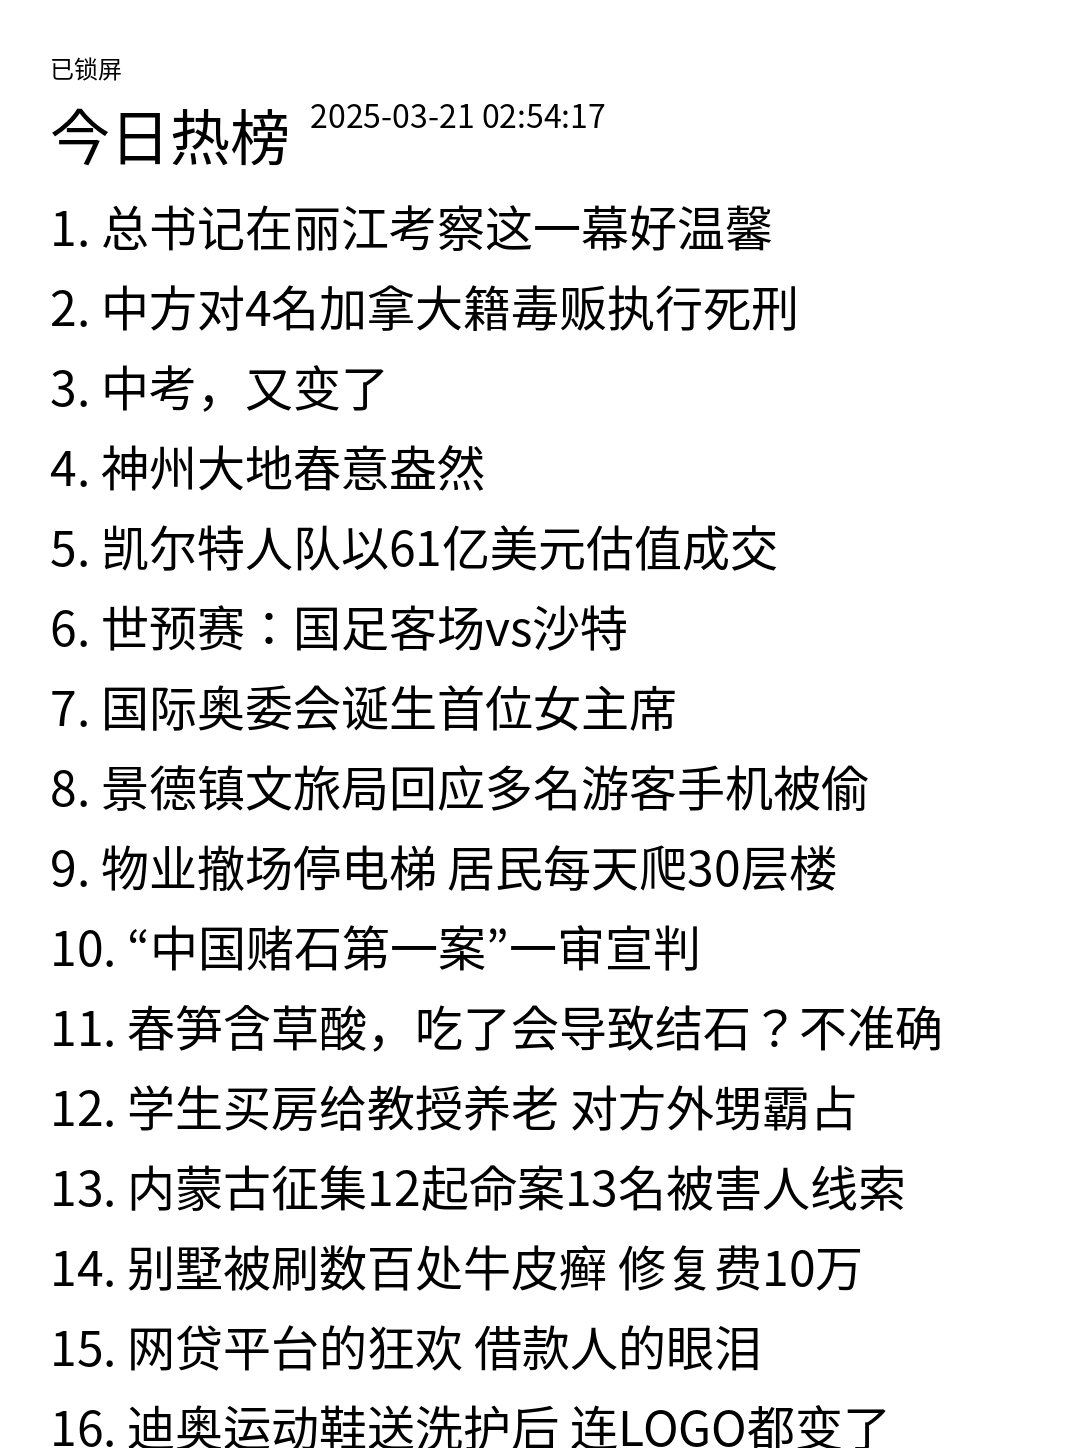 已锁屏
今日热榜 2025-03-21 02:54:17
1. 总书记在丽江考察这一幕好温馨
2. 中方对4名加拿大籍毒贩执行死刑
3. 中考，又变了
4. 神州大地春意盎然
5. 凯尔特人队以61亿美元估值成交
6. 世预赛：国足客场vs沙特
7. 国际奥委会诞生首位女主席
8. 景德镇文旅局回应多名游客手机被偷
9. 物业撤场停电梯 居民每天爬30层楼
10. “中国赌石第一案”一审宣判
11. 春笋含草酸，吃了会导致结石？不准确
12. 学生买房给教授养老 对方外甥霸占
13. 内蒙古征集12起命案13名被害人线索
14. 别墅被刷数百处牛皮癣 修复费10万
15. 网贷平台的狂欢 借款人的眼泪
16. 迪奥运动鞋送洗护后 连LOGO都变了